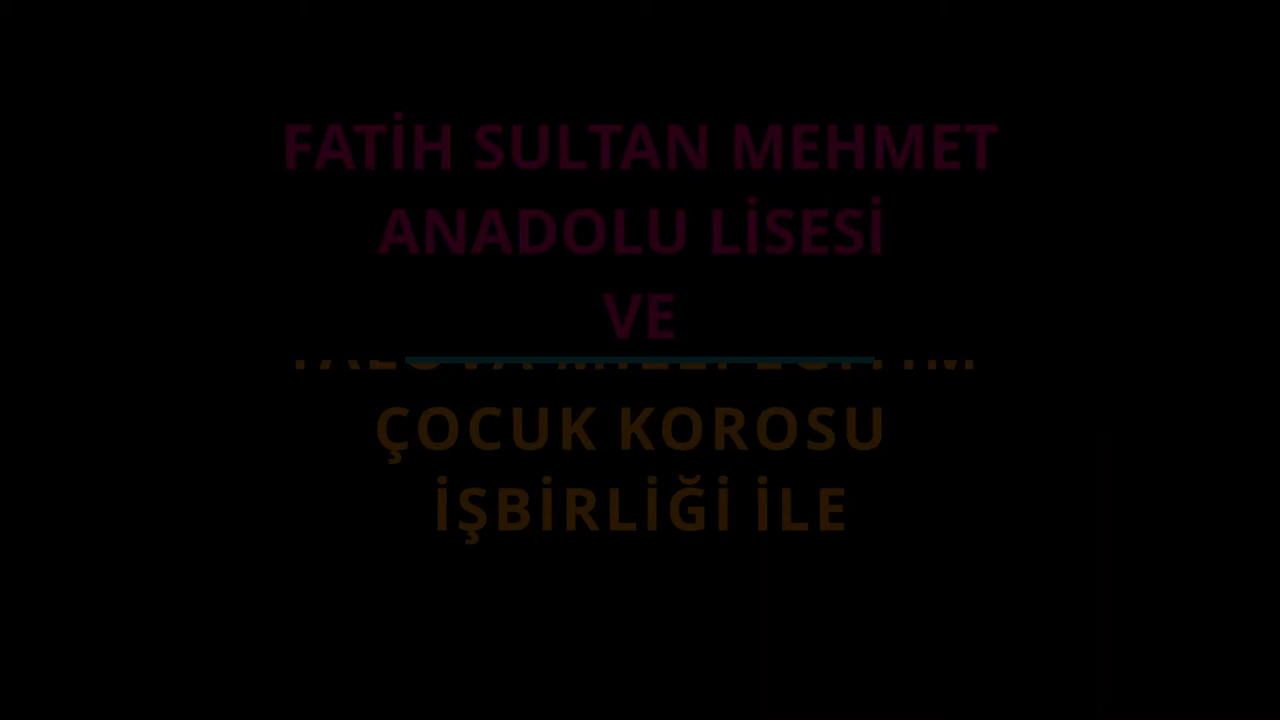 FATİH SULTAN MEHMET
ANADOLU LİSESİ
VE
ÇOCUK KOROSU
İŞBİRLİĞİ İLE